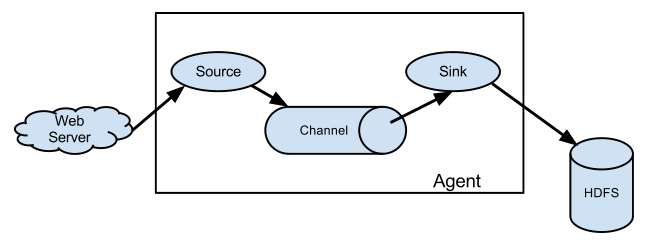 Web
Server
Source
Channel
Sink
Agent
HDFS